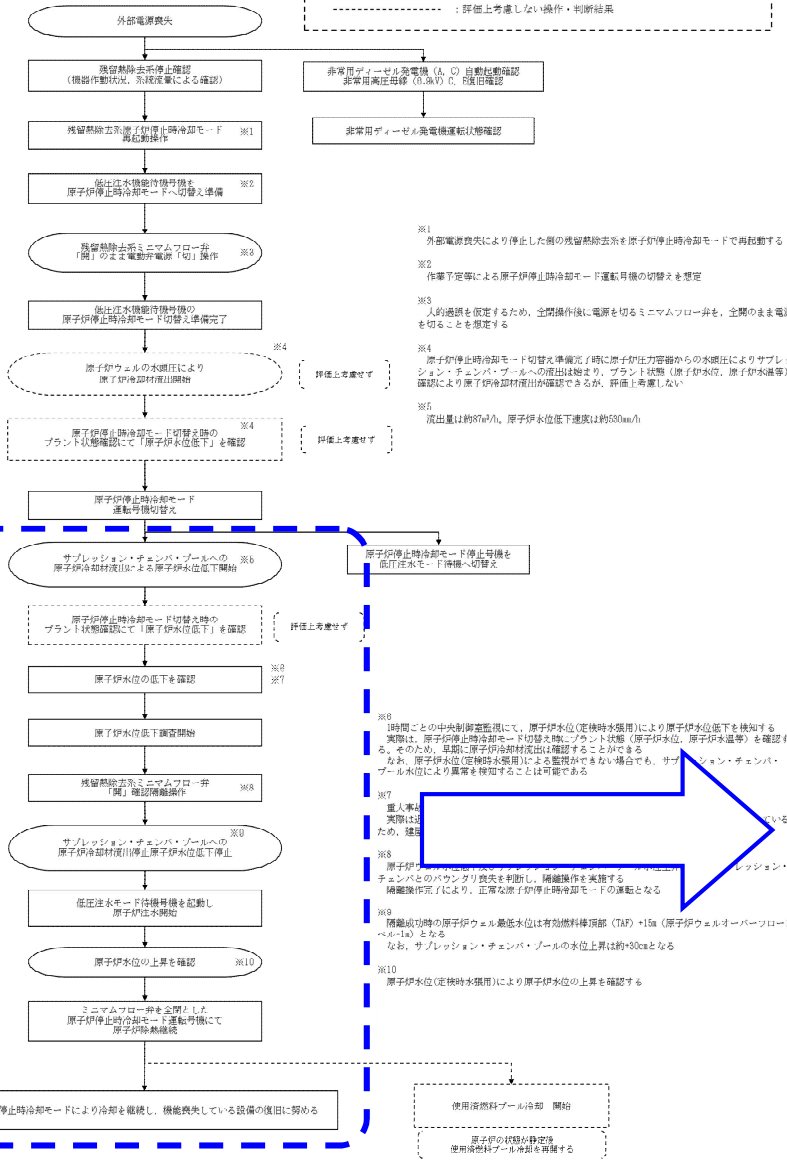 ---------- ：評価上考慮しない操作・判断結果
外部電源喪失
残留熱除去系停止確認
（機器作動状況，系統流量による確認）
非常用ディーゼル発電機（A，C）自動起動確認
非常用高圧母線（6.9kV）C，E復旧確認
残留熱除去系原子炉停止時冷却モード
再起動操作
※1
非常用ディーゼル発電機運転状態確認
低圧注水機能待機号機を
原子炉停止時冷却モードへ切替え準備
※2
残留熱除去系ミニマムフロー弁
「開」のまま電動弁電源「切」操作
※3
低圧注水機能待機号機の
原子炉停止時冷却モード切替え準備完了
※4
原子炉ウェルの水頭圧により
原子炉冷却材流出開始
評価上考慮せず
原子炉停止時冷却モード切替え時の
プラント状態確認にて「原子炉水位低下」を確認
※4
評価上考慮せず
原子炉停止時冷却モード
運転号機切替え
※1
外部電源喪失により停止した側の残留熱除去系を原子炉停止時冷却モードで再起動する
※2
作業予定等による原子炉停止時冷却モード運転号機の切替えを想定
※3
人的過誤を仮定するため，全閉操作後に電源を切るミニマムフロー弁を，全開のまま電源
を切ることを想定する
※4
原子炉停止時冷却モード切替え準備完了時に原子炉圧力容器からの水頭圧によりサプレッ
ション・チェンバ・プールへの流出は始まり，プラント状態（原子炉水位，原子炉水温等）
確認により原子炉冷却材流出が確認できるが，評価上考慮しない
※5
流出量は約87m³/h。原子炉水位低下速度は約530mm/h
サプレッション・チェンバ・プールへの
原子炉冷却材流出による原子炉水位低下開始
※5
原子炉停止時冷却モード停止号機を
低圧注水モード待機へ切替え
原子炉停止時冷却モード切替え時の
プラント状態確認にて「原子炉水位低下」を確認
評価上考慮せず
原子炉水位の低下を確認
※6
※7
原子炉水位低下調査開始
残留熱除去系ミニマムフロー弁
「開」確認隔離操作
※8
サプレッション・チェンバ・プールへの
原子炉冷却材流出停止原子炉水位低下停止
※9
低圧注水モード待機号機を起動し
原子炉注水開始
原子炉水位の上昇を確認
※10
ミニマムフロー弁を全閉とした
原子炉停止時冷却モード運転号機にて
原子炉除熱継続
停止時冷却モードにより冷却を継続し，機能喪失している設備の復旧に努める
※6
1時間ごとの中央制御室監視にて，原子炉水位(定検時水張用)により原子炉水位低下を検知する
実際は，原子炉停止時冷却モード切替え時にプラント状態（原子炉水位，原子炉水温等）を確認す
る。そのため，早期に原子炉冷却材流出は確認することができる
なお，原子炉水位(定検時水張用)による監視ができない場合でも，サプレッション・チェンバ・
プール水位により異常を検知することは可能である
※7
重大事故
実際は
いる
ため，建屋
※8
原子炉ウェル水位低下
レッション・
チェンバとのバウンダリ喪失を判断し，隔離操作を実施する
隔離操作完了により，正常な原子炉停止時冷却モードの運転となる
※9
隔離成功時の原子炉ウェル最低水位は有効燃料棒頂部（TAF）+15m（原子炉ウェルオーバーフローレ
ベル-1m）となる
なお，サプレッション・チェンバ・プールの水位上昇は約+30cmとなる
※10
原子炉水位(定検時水張用)により原子炉水位の上昇を確認する
使用済燃料プール冷却 開始
原子炉の状態が静定後
使用済燃料プール冷却を再開する